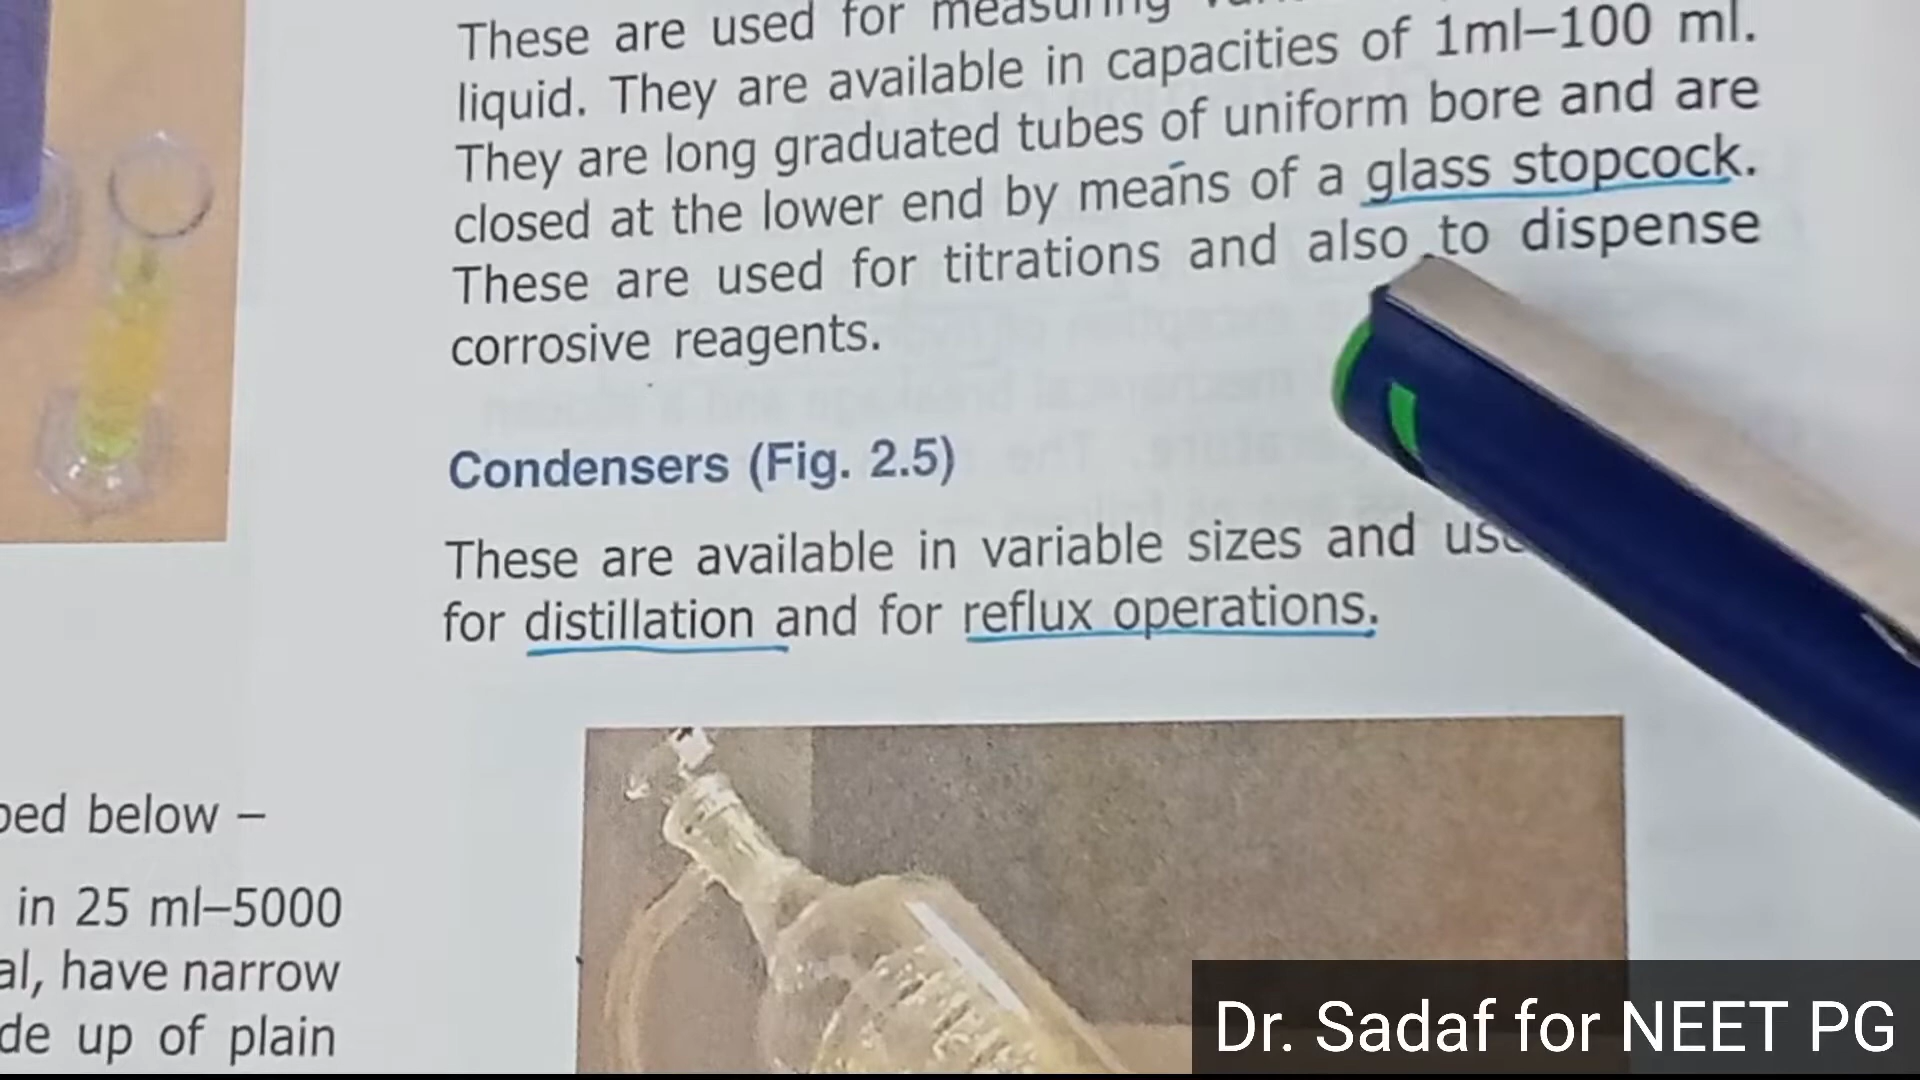 These are used for measuring
liquid. They are available in capacities of 1ml–100 ml.
They are long graduated tubes of uniform bore and are
closed at the lower end by means of a glass stopcock.
These are used for titrations and also to dispense
corrosive reagents.
Condensers (Fig. 2.5)
These are available in variable sizes and
for distillation and for reflux operations.
below –
in 25 ml–5000
have narrow
up of plain
Dr. Sadaf for NEET PG